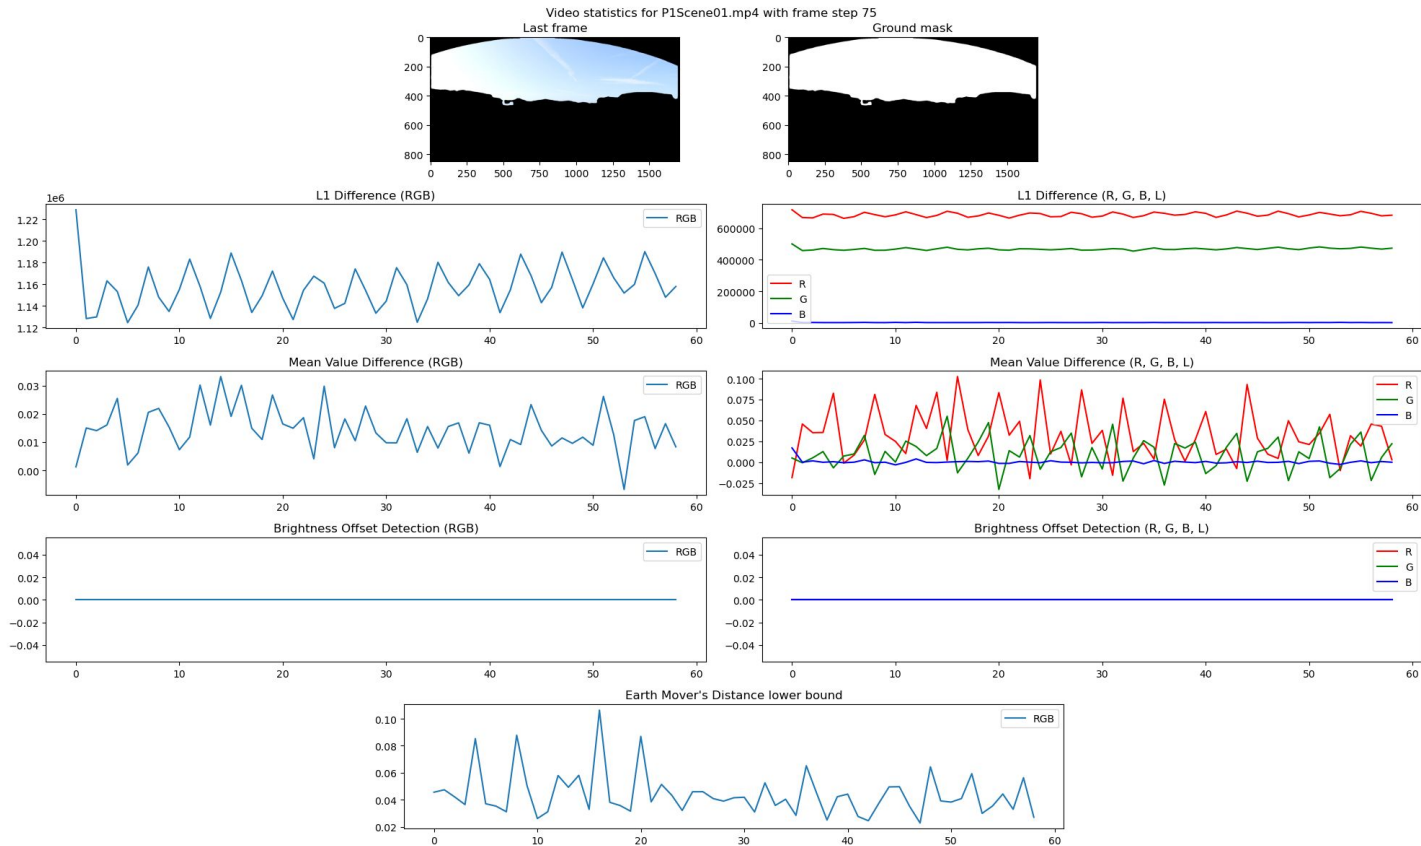 Video statistics for P1Scene01.mp4 with frame step 75
Last frame
Ground mask
0
200
400
600
800
0 250 500 750 1000 1250 1500
0
200
400
600
800
0 250 500 750 1000 1250 1500
L1 Difference (RGB)
1e6
1.22
1.20
1.18
1.16
1.14
1.12
RGB
0 10 20 30 40 50 60
L1 Difference (R, G, B, L)
600000
400000
200000
0
R
G
B
0 10 20 30 40 50 60
Mean Value Difference (RGB)
0.03
0.02
0.01
0.00
RGB
0 10 20 30 40 50 60
Mean Value Difference (R, G, B, L)
0.100
0.075
0.050
0.025
0.000
−0.025
R
G
B
0 10 20 30 40 50 60
Brightness Offset Detection (RGB)
0.04
0.02
0.00
−0.02
−0.04
RGB
0 10 20 30 40 50 60
Brightness Offset Detection (R, G, B, L)
0.04
0.02
0.00
−0.02
−0.04
R
G
B
0 10 20 30 40 50 60
Earth Mover's Distance lower bound
0.10
0.08
0.06
0.04
0.02
RGB
0 10 20 30 40 50 60